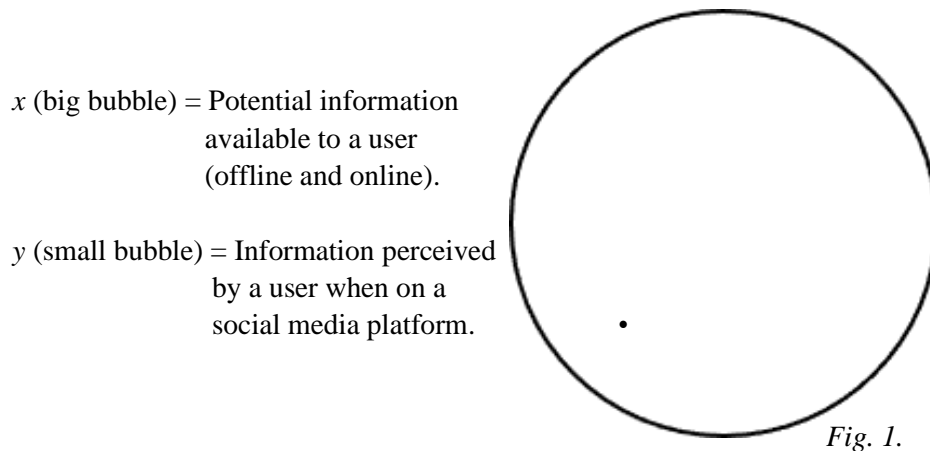 x (big bubble) = Potential information
available to a user
(offline and online).
y (small bubble) = Information perceived
by a user when on a
social media platform.
Fig. 1.